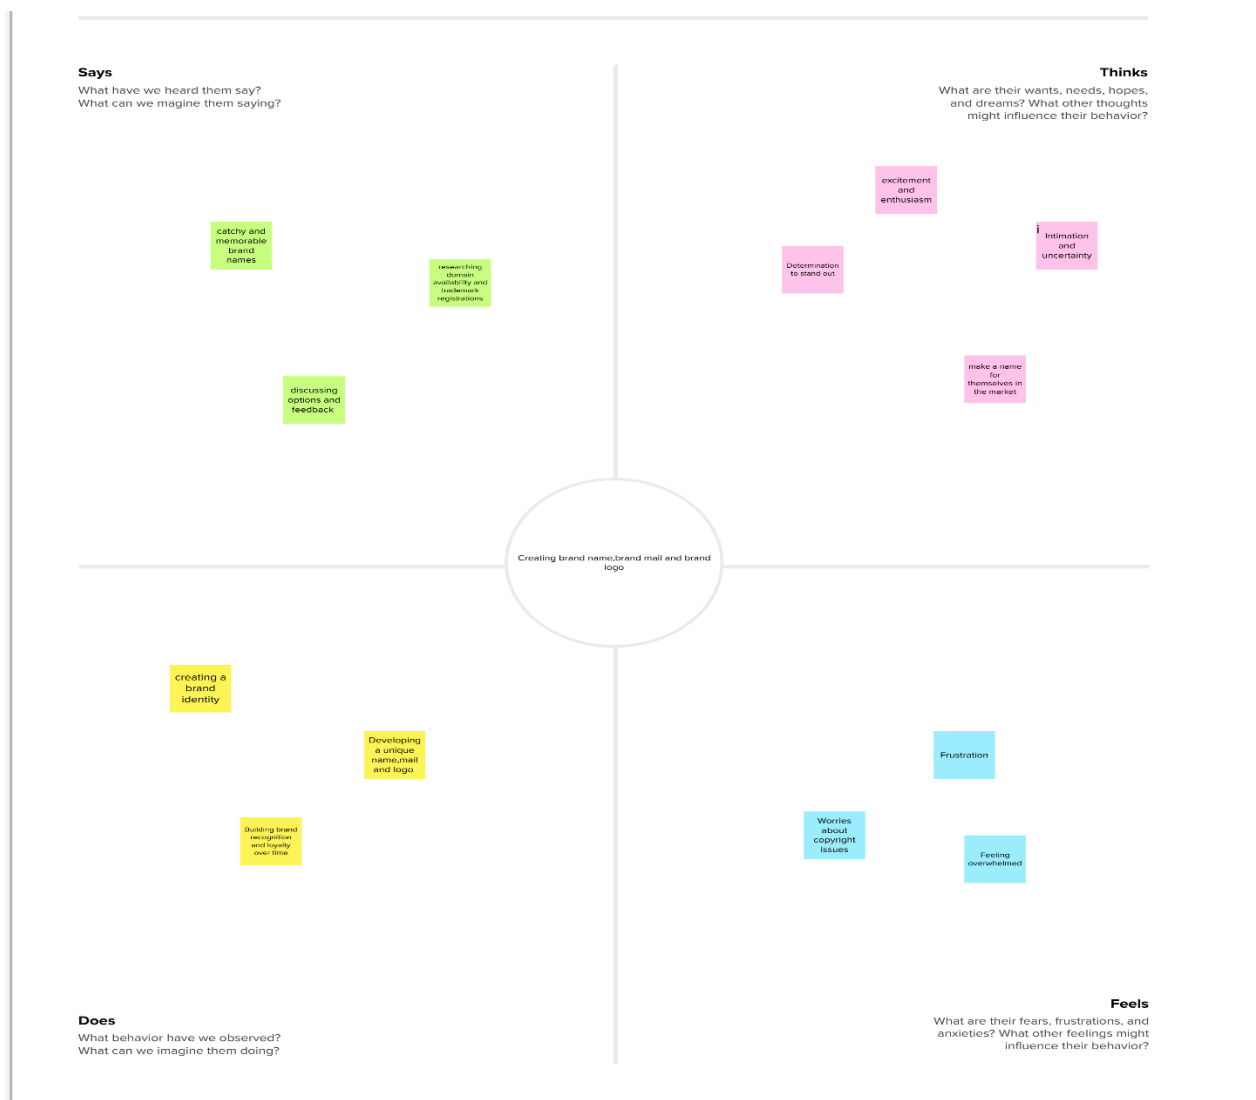 Says
What have we heard them say?
What can we magine them saying?
Thinks
What are their wants, needs, hopes,
and dreams? What other thoughts
might influence their behavior?
catchy and
memorable
brand
names
researching
domain
availability and
trademark
registrations
discussing
options and
feedback
excitement
and
enthusiasm
Determination
to stand out
i
Intimation
and
uncertainty
make a name
for
themselves in
the market
Creating brand name,brand mail and brand
logo
creating a
brand
identity
Developing
a unique
name,mail
and logo
Building brand
recognition
and loyalty
over time
Frustration
Worries
about
copyright
issues
Feeling
overwhelmed
Does
What behavior have we observed?
What can we imagine them doing?
Feels
What are their fears, frustrations, and
anxieties? What other feelings might
influence their behavior?